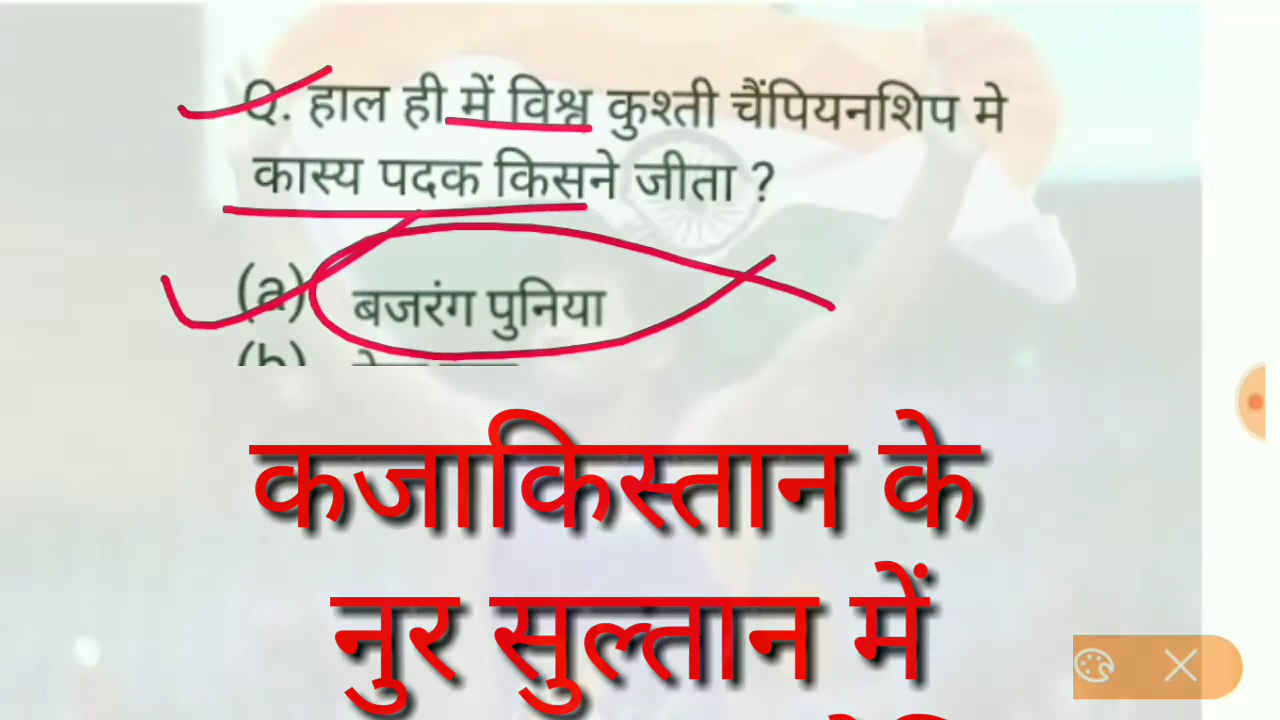 Q. हाल ही में विश्व कुश्ती चैंपियनशिप मे
कास्य पदक किसने जीता ?
(a) बजरंग पुनिया
(b)
कजाकिस्तान के
नुर सुल्तान में